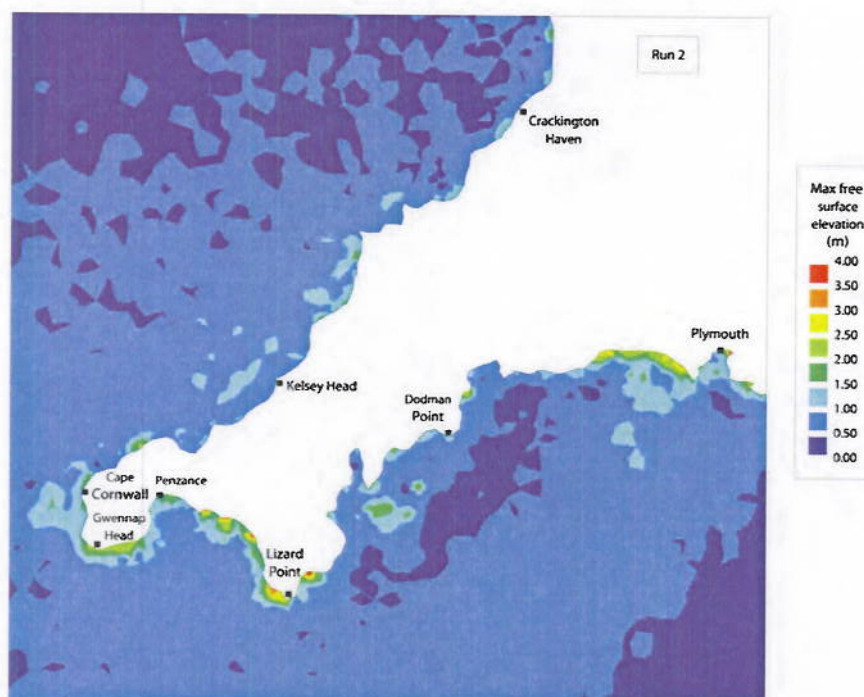 Run 2
Crackington
Haven
Max free
surface
elevation
(m)
4.00
3.50
3.00
2.50
2.00
1.50
1.00
0.50
0.00
Plymouth
Kelsey Head
Dodman
Point
Cape
Cornwall
Penzance
Gwennap
Head
Lizard
Point